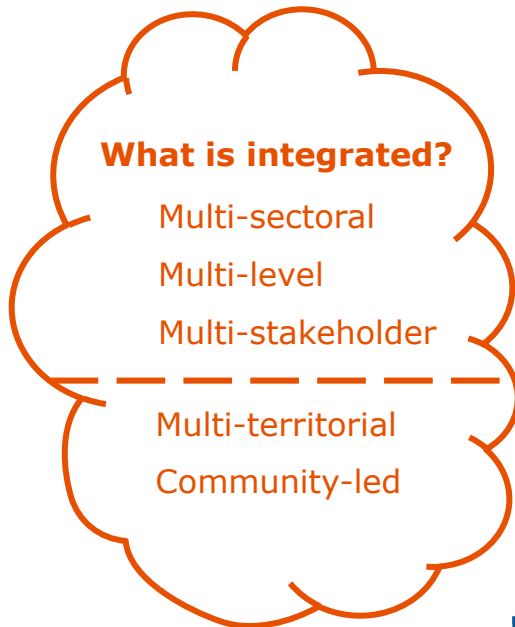 What is integrated?
Multi-sectoral
Multi-level
Multi-stakeholder
Multi-territorial
Community-led